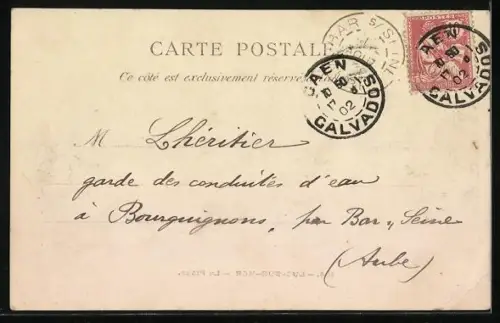 CARTE POSTALE
Ce côté est exclusivement réservé
CAEN
CALVADOS
02
CAEN
CALVADOS
02
POSTES
M Lhéritier
garde des conduites d'eau
à Bourguignons, par Bar s/ Seine
(Aube)